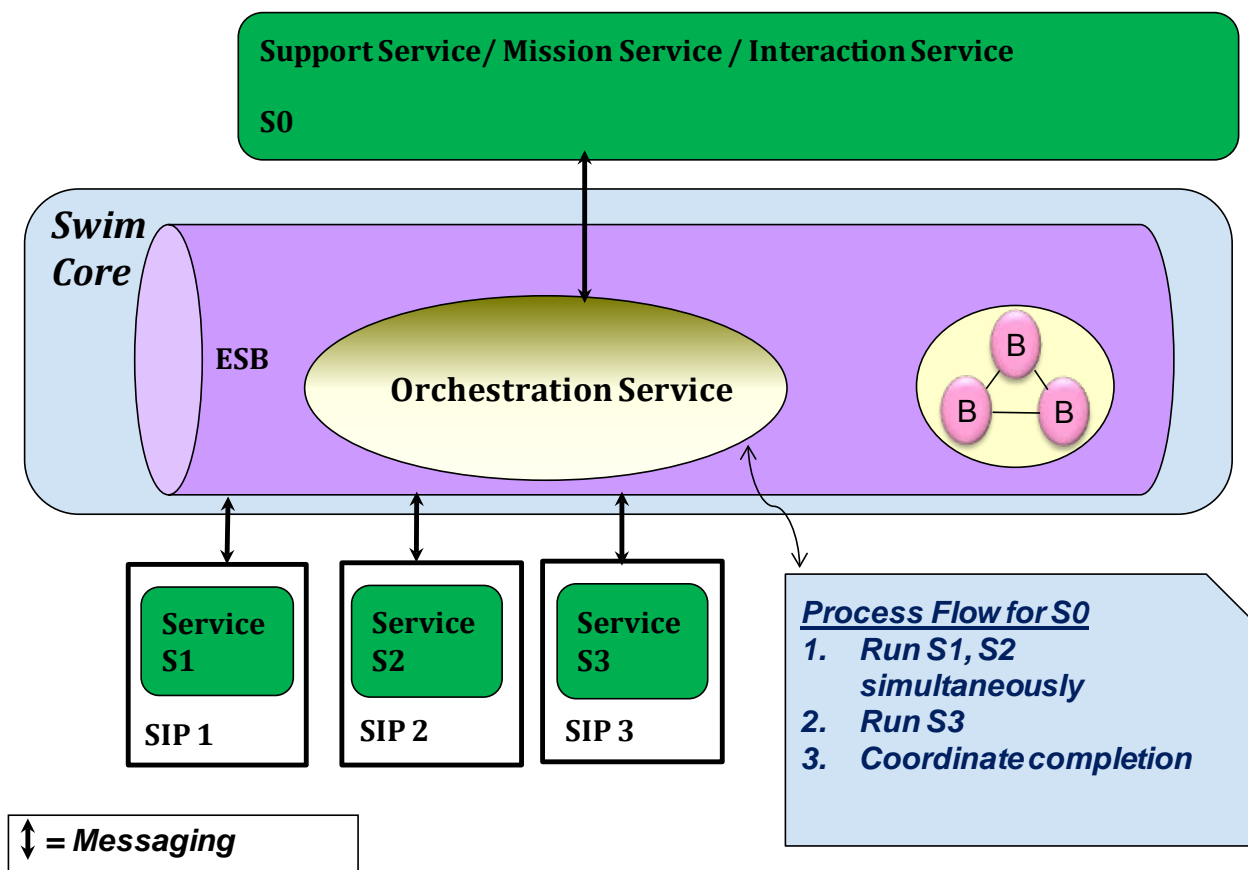 Support Service/ Mission Service / Interaction Service
S0
Swim
Core
ESB
Orchestration Service
B
B
B
Service
S1
SIP 1
Service
S2
SIP 2
Service
S3
SIP 3
Process Flow for S0
1. Run S1, S2
simultaneously
2. Run S3
3. Coordinate completion
= Messaging